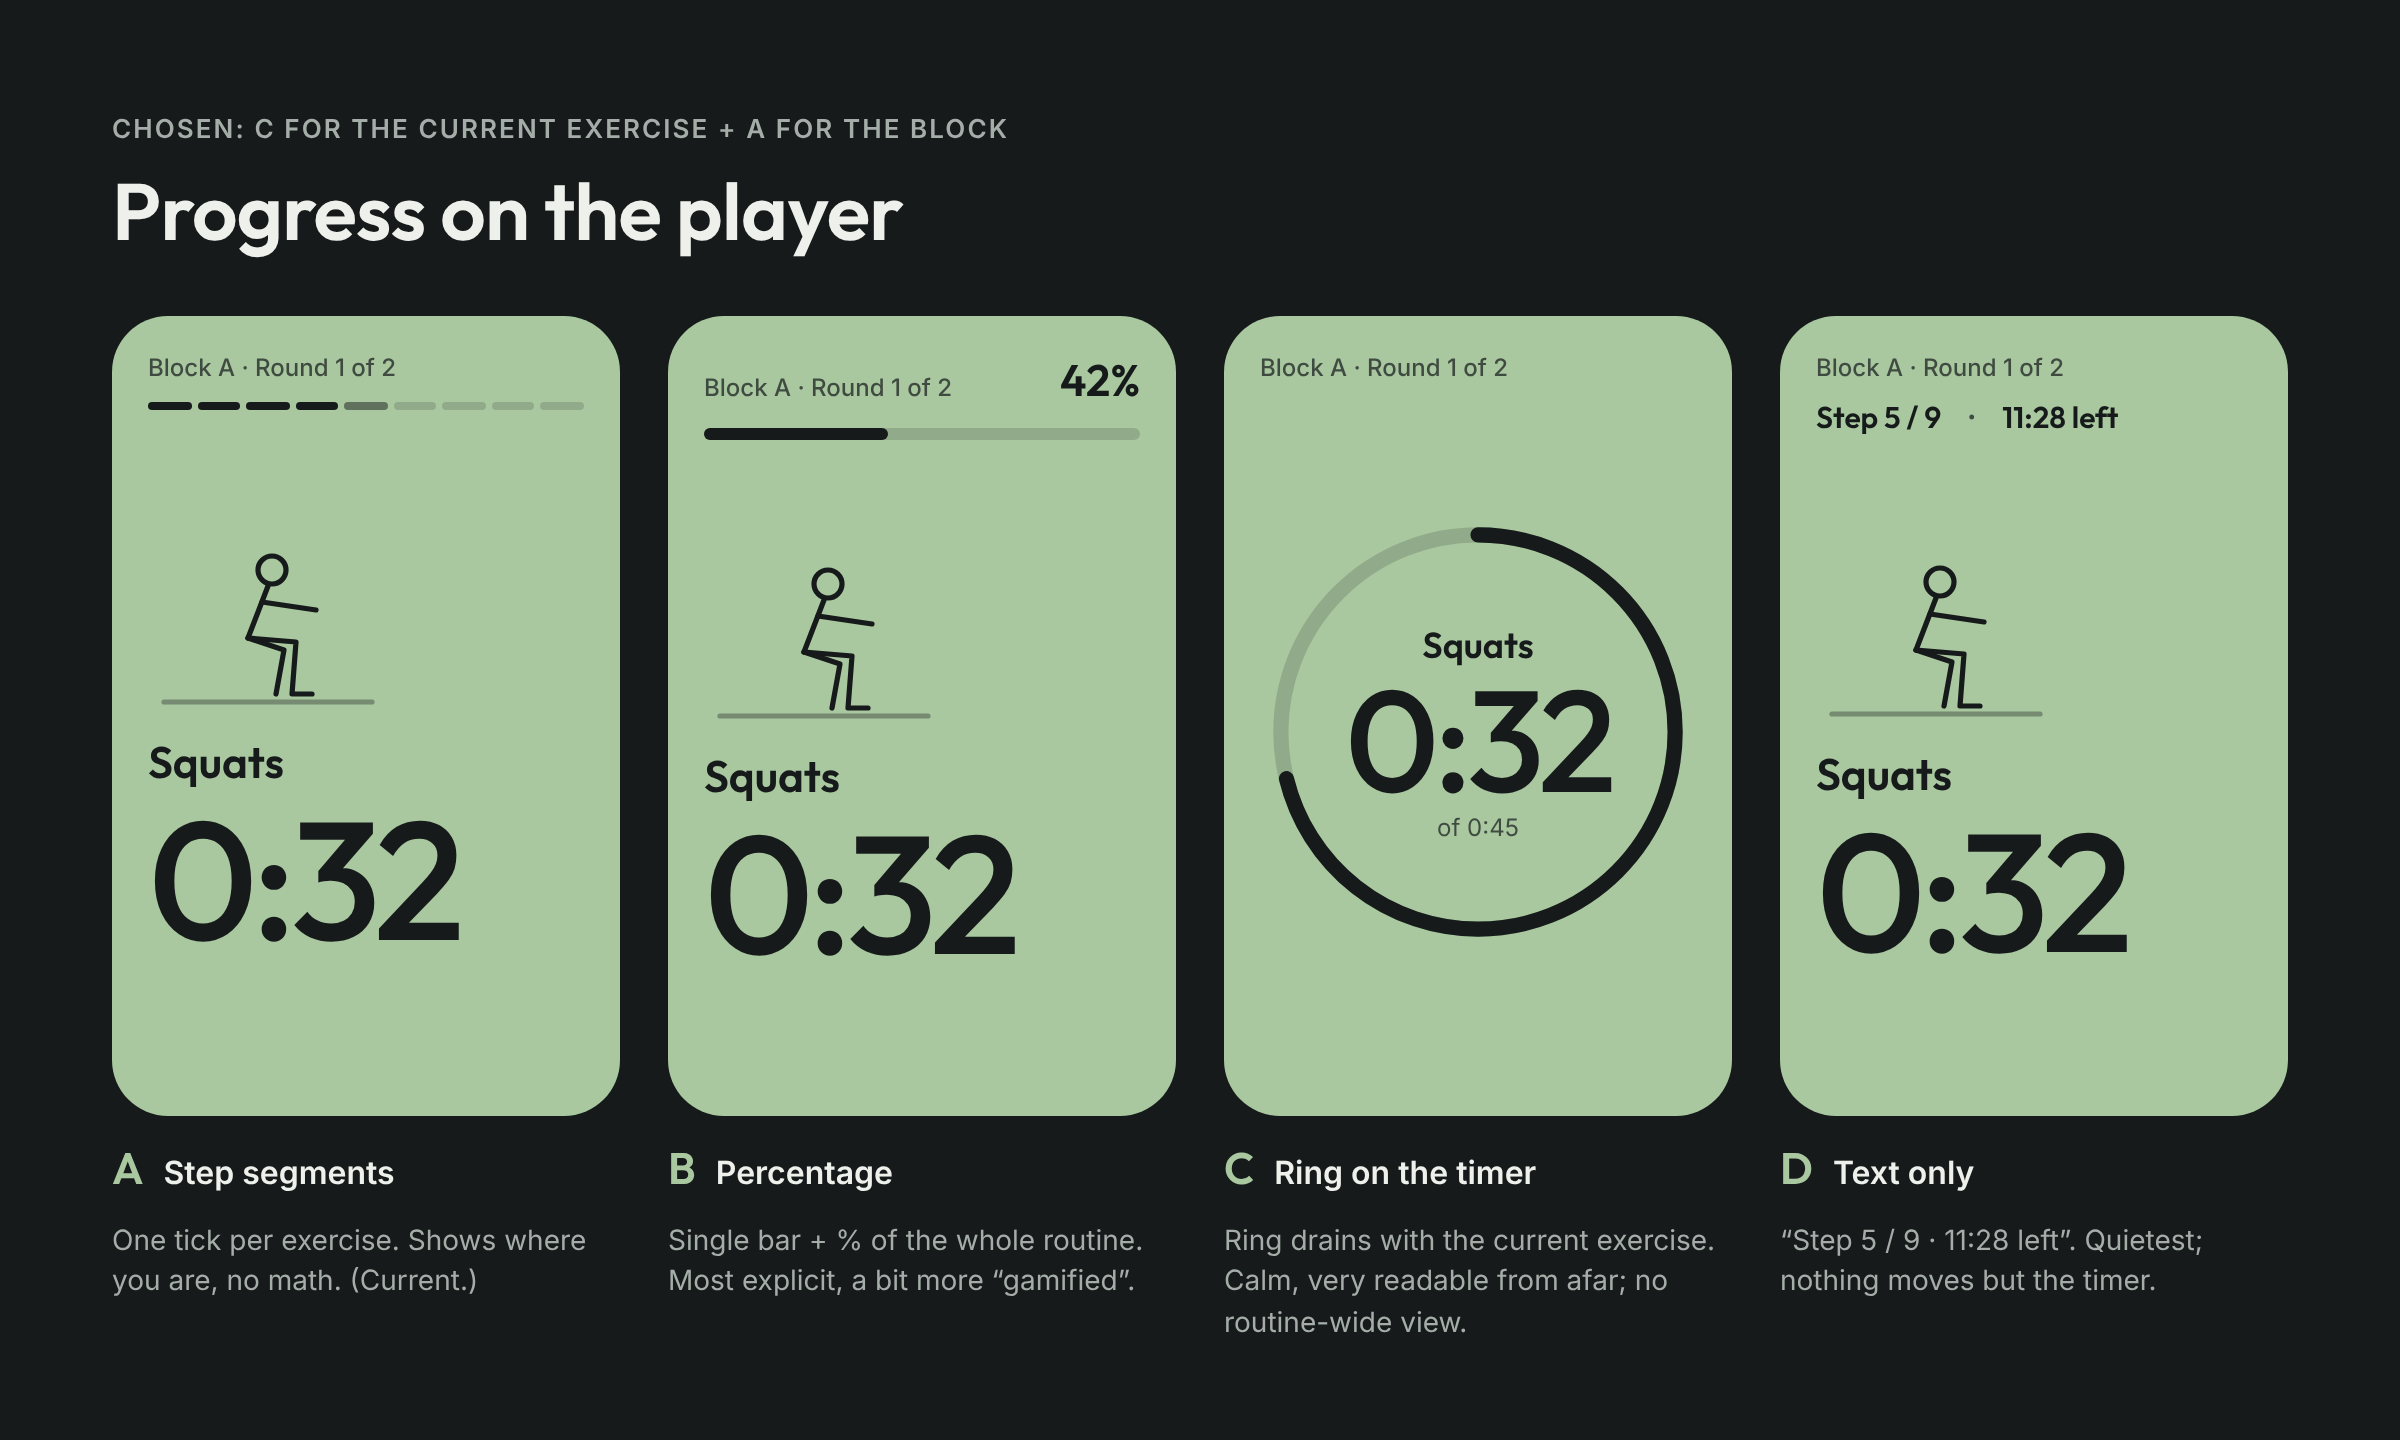 CHOSEN: C FOR THE CURRENT EXERCISE + A FOR THE BLOCK
Progress on the player
Block A · Round 1 of 2
Squats
0:32
A Step segments
One tick per exercise. Shows where
you are, no math. (Current.)
Block A · Round 1 of 2 42%
Squats
0:32
B Percentage
Single bar + % of the whole routine.
Most explicit, a bit more “gamified”.
Block A · Round 1 of 2
Squats
0:32
of 0:45
C Ring on the timer
Ring drains with the current exercise.
Calm, very readable from afar; no
routine-wide view.
Block A · Round 1 of 2
Step 5 / 9 · 11:28 left
Squats
0:32
D Text only
“Step 5 / 9 · 11:28 left”. Quietest;
nothing moves but the timer.